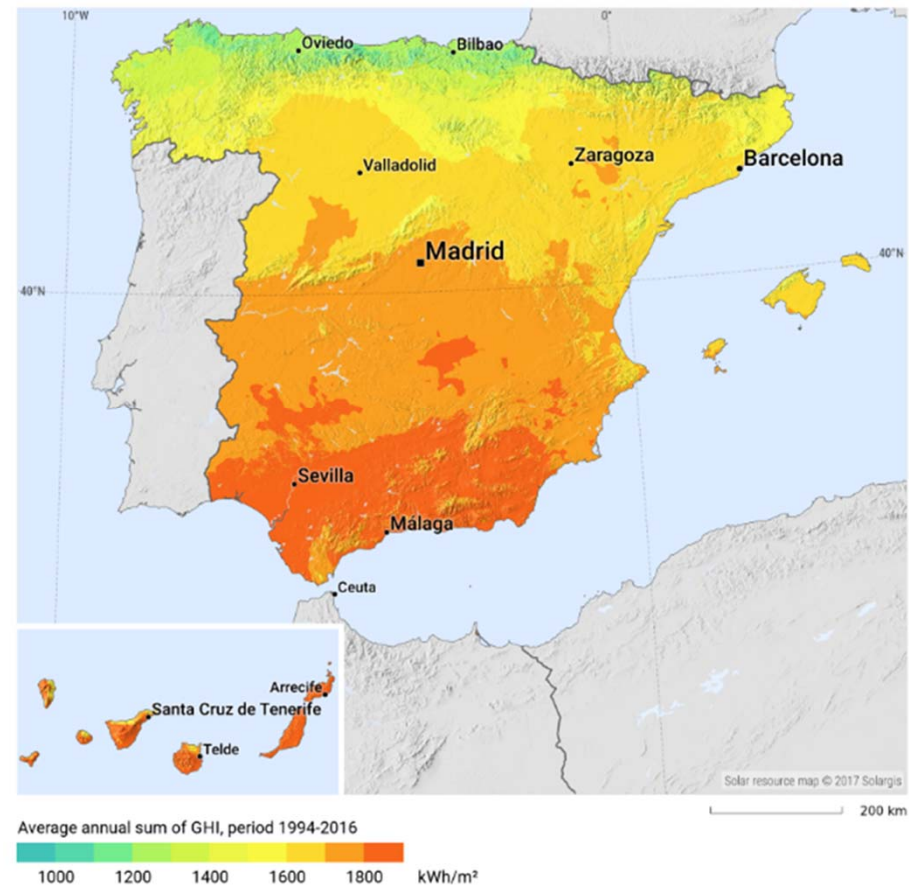 10°W
0°
Oviedo
Bilbao
Valladolid
Zaragoza
Barcelona
Madrid
40°N
40°N
Sevilla
Málaga
Ceuta
Arrecife
Santa Cruz de Tenerife
Telde
Solar resource map © 2017 Solargis
200 km
Average annual sum of GHI, period 1994-2016
1000 1200 1400 1600 1800 kWh/m²